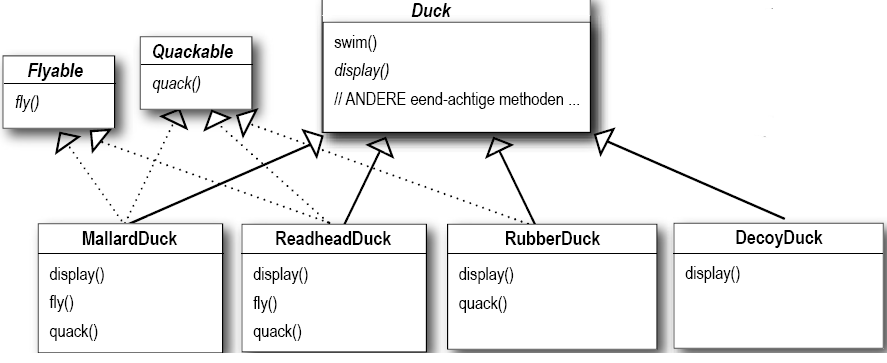 Duck
swim()
display()
// ANDERE eend-achtige methoden ...
Quackable
quack()
Flyable
fly()
MallardDuck
display()
fly()
quack()
ReadheadDuck
display()
fly()
quack()
RubberDuck
display()
quack()
DecoyDuck
display()